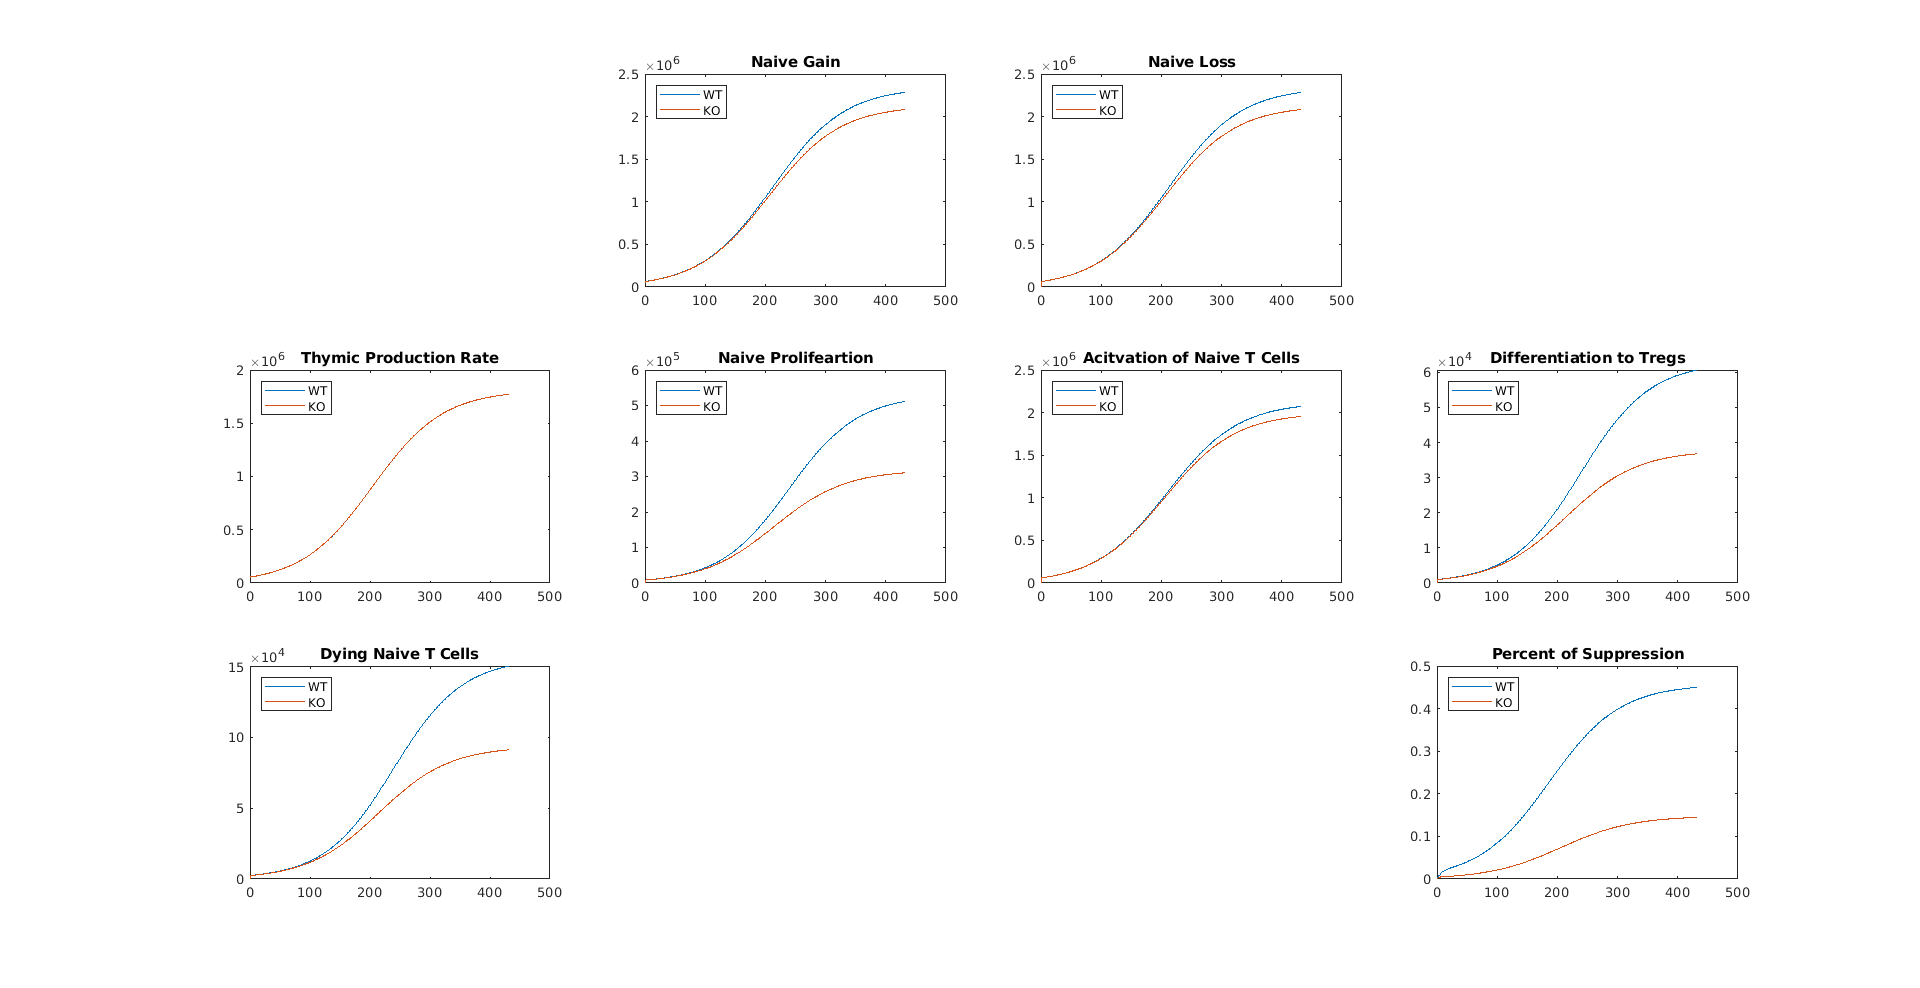 Naive Gain
×10^6
2.5
2
1.5
1
0.5
0
0 100 200 300 400 500
WT
KO
Naive Loss
×10^6
2.5
2
1.5
1
0.5
0
0 100 200 300 400 500
WT
KO
Thymic Production Rate
×10^6
2
1.5
1
0.5
0
0 100 200 300 400 500
WT
KO
Naive Prolifeartion
×10^5
6
5
4
3
2
1
0
0 100 200 300 400 500
WT
KO
Acitvation of Naive T Cells
×10^6
2.5
2
1.5
1
0.5
0
0 100 200 300 400 500
WT
KO
Differentiation to Tregs
×10^4
6
5
4
3
2
1
0
0 100 200 300 400 500
WT
KO
Dying Naive T Cells
×10^4
15
10
5
0
0 100 200 300 400 500
WT
KO
Percent of Suppression
0.5
0.4
0.3
0.2
0.1
0
0 100 200 300 400 500
WT
KO